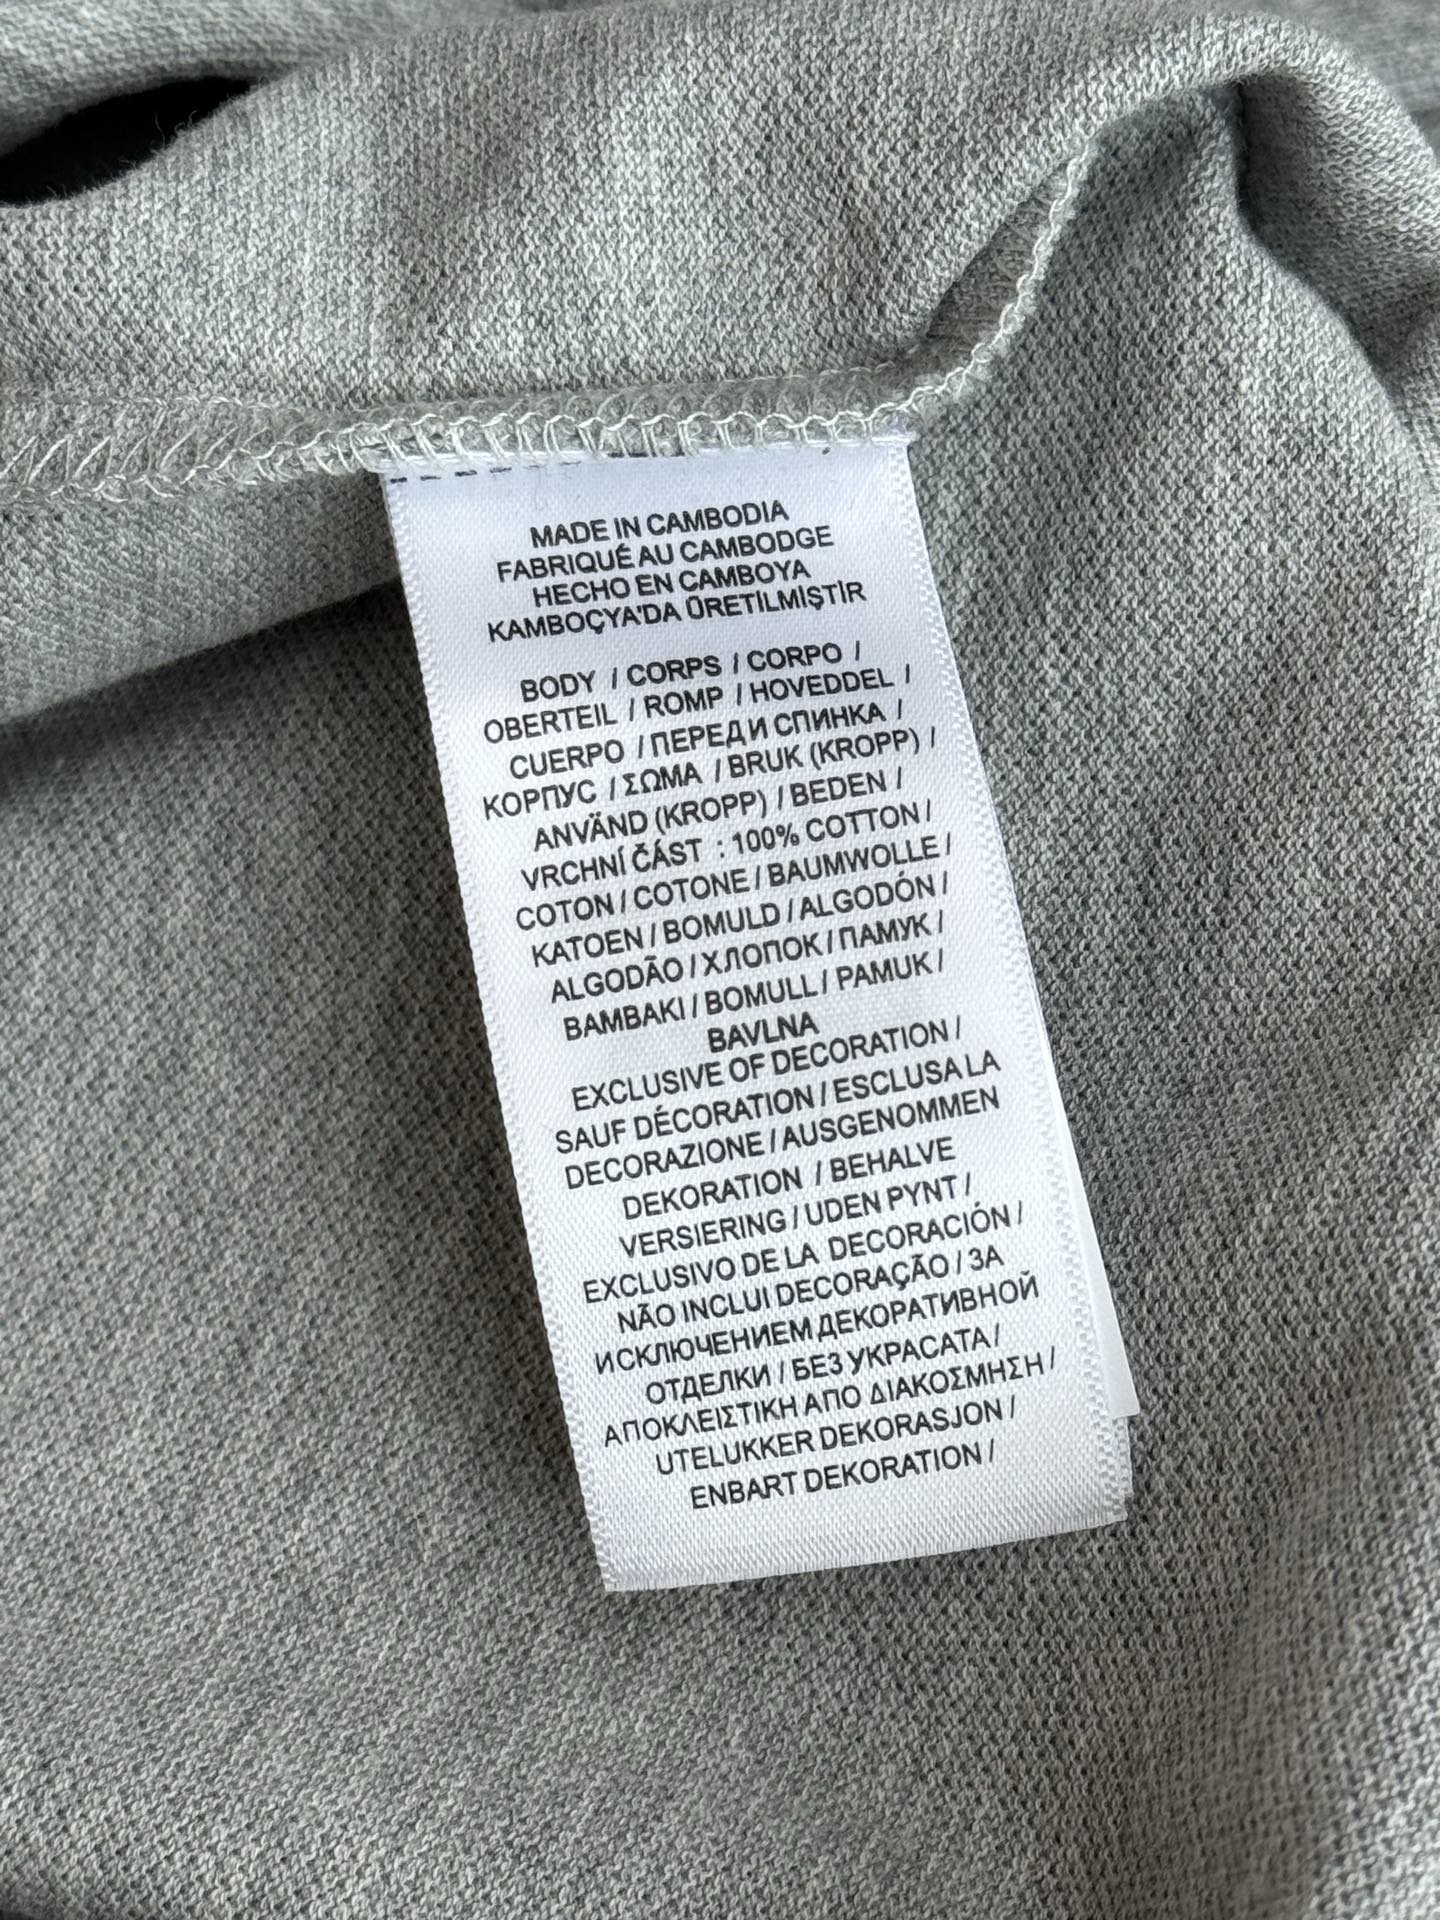 MADE IN CAMBODIA
FABRIQUÉ AU CAMBODGE
HECHO EN CAMBOYA
KAMBOÇYA'DA ÜRETİLMİŞTİR
BODY / CORPS / CORPO /
OBERTEIL / ROMP / HOVEDDEL /
CUERPO / ПЕРЕД И СПИНКА /
КОРПУС / ΣΩΜΑ / BRUK (KROPP) /
ANVÄND (KROPP) / BEDEN /
VRCHNÍ ČÁST : 100% COTTON /
COTON / COTONE / BAUMWOLLE /
KATOEN / BOMULD / ALGODÓN /
ALGODÃO / ХЛОПОК / ПАМУК /
BAMBAKI / BOMULL / PAMUK /
BAVLNA
EXCLUSIVE OF DECORATION /
SAUF DÉCORATION / ESCLUSA LA
DECORAZIONE / AUSGENOMMEN
DEKORATION / BEHALVE
VERSIERING / UDEN PYNT /
EXCLUSIVO DE LA DECORACIÓN /
NÃO INCLUI DECORAÇÃO / ЗА
ИСКЛЮЧЕНИЕМ ДЕКОРАТИВНОЙ
ОТДЕЛКИ / БЕЗ УКРАСАТА /
ΑΠΟΚΛΕΙΣΤΙΚΗ ΑΠΟ ΔΙΑΚΟΣΜΗΣΗ /
UTELUKKER DEKORASJON /
ENBART DEKORATION /